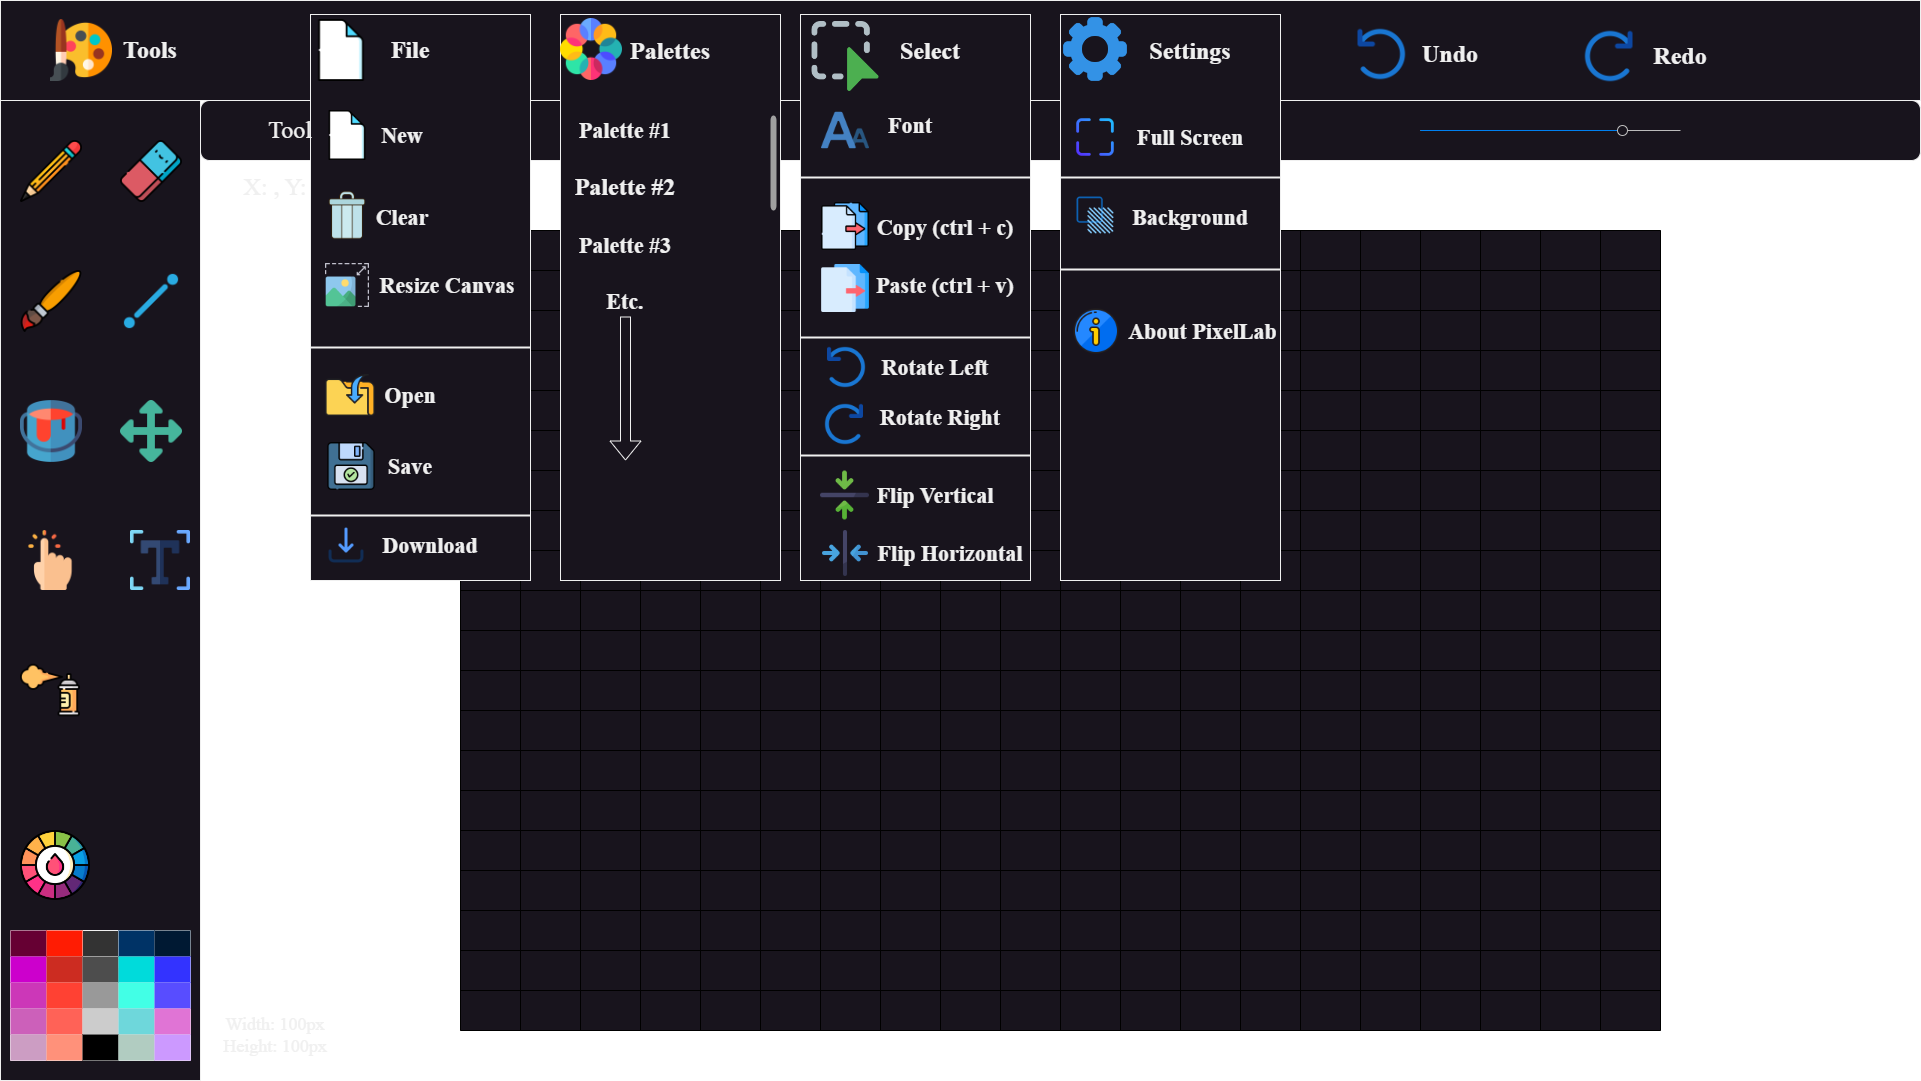 Tools
File
Palettes
Select
Settings
Undo
Redo
Tool
X: , Y:
New
Clear
Resize Canvas
Open
Save
Download
Palette #1
Palette #2
Palette #3
Etc.
Font
Copy (ctrl + c)
Paste (ctrl + v)
Rotate Left
Rotate Right
Flip Vertical
Flip Horizontal
Full Screen
Background
About PixelLab
Width: 100px
Height: 100px